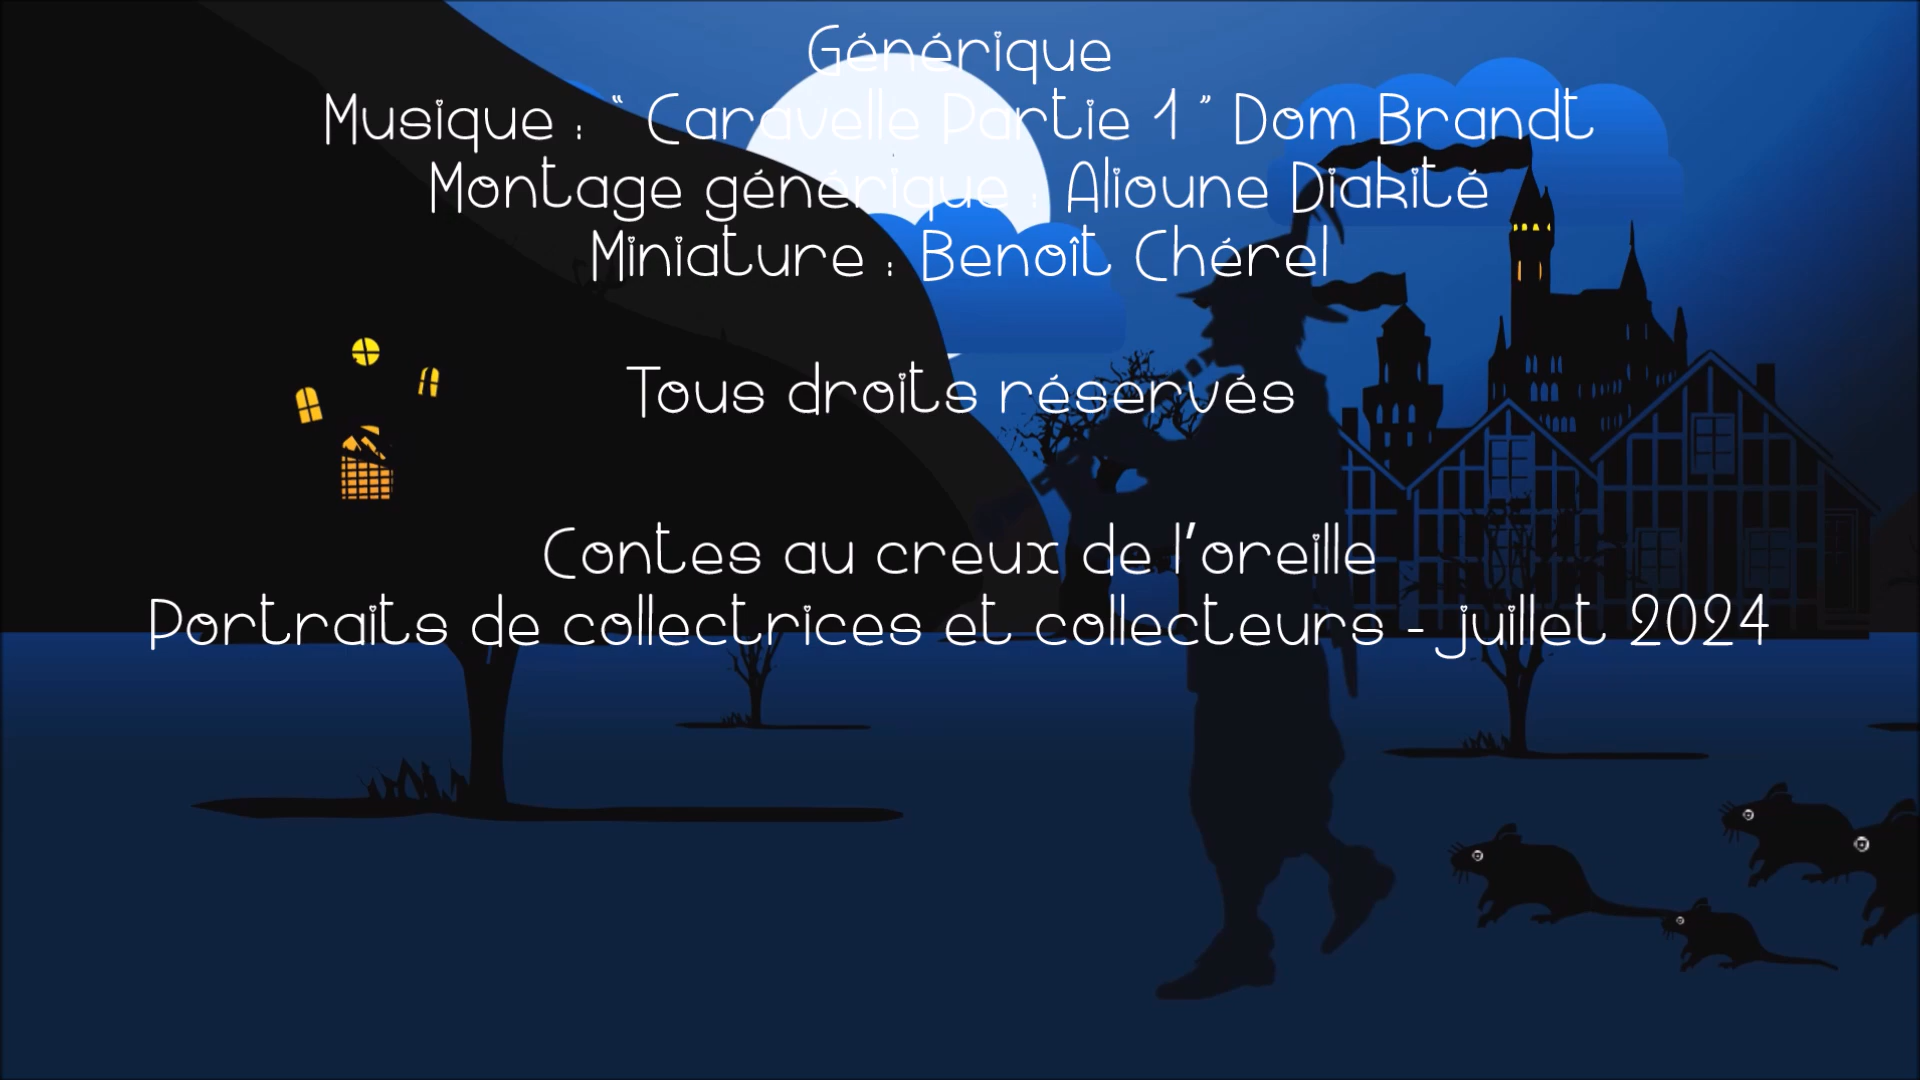 Générique
Musique : “ Caravelle Partie 1 ” Dom Brandt
Montage générique : Alioune Diakité
Miniature : Benoît Chérel
Tous droits réservés
Contes au creux de l’oreille
Portraits de collectrices et collecteurs - juillet 2024